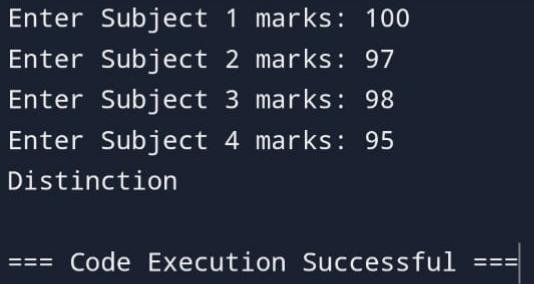 Enter Subject 1 marks: 100
Enter Subject 2 marks: 97
Enter Subject 3 marks: 98
Enter Subject 4 marks: 95
Distinction
=== Code Execution Successful ===